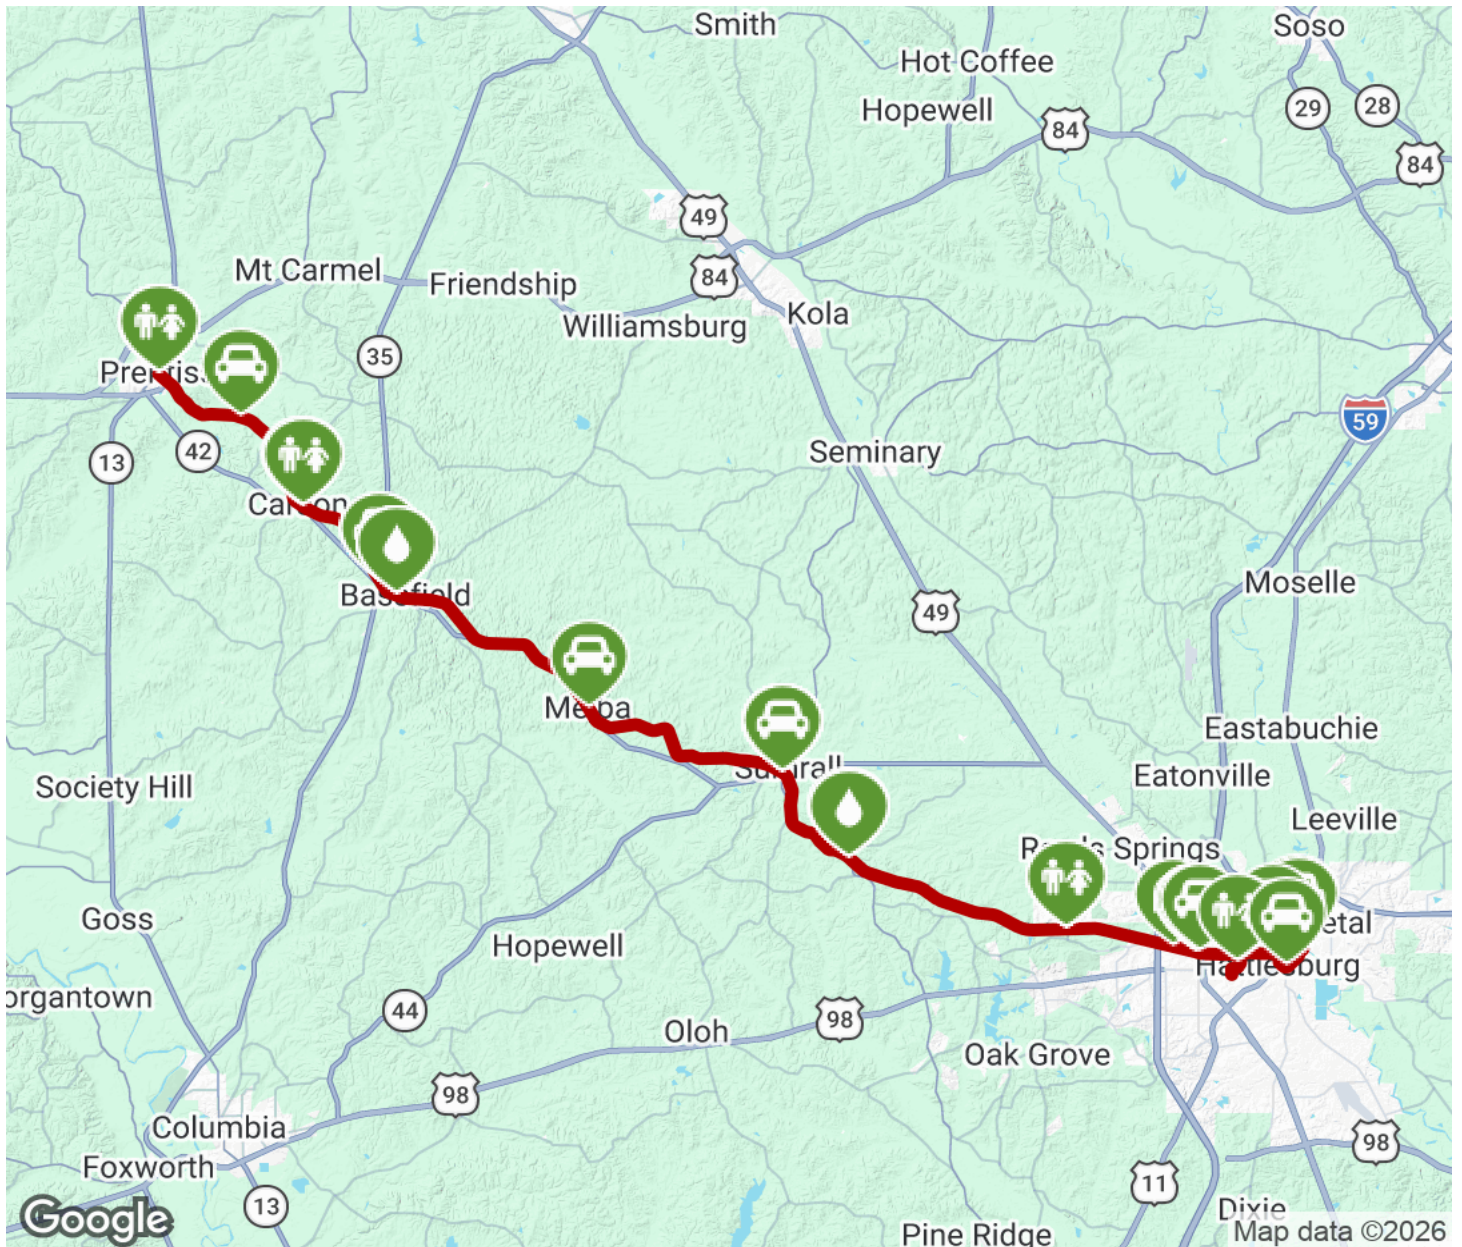 Smith
Soso
Hot Coffee
Hopewell
29
28
84
84
49
Mt Carmel
Friendship
84
Williamsburg
Kola
35
59
13
42
Seminary
49
Moselle
Eastabuchie
Society Hill
Eatonville
Leeville
Springs
Goss
Hopewell
44
Oloh
98
Oak Grove
98
Columbia
98
Foxworth
11
13
Dixie
Google
Pine Ridge
Map data ©2026